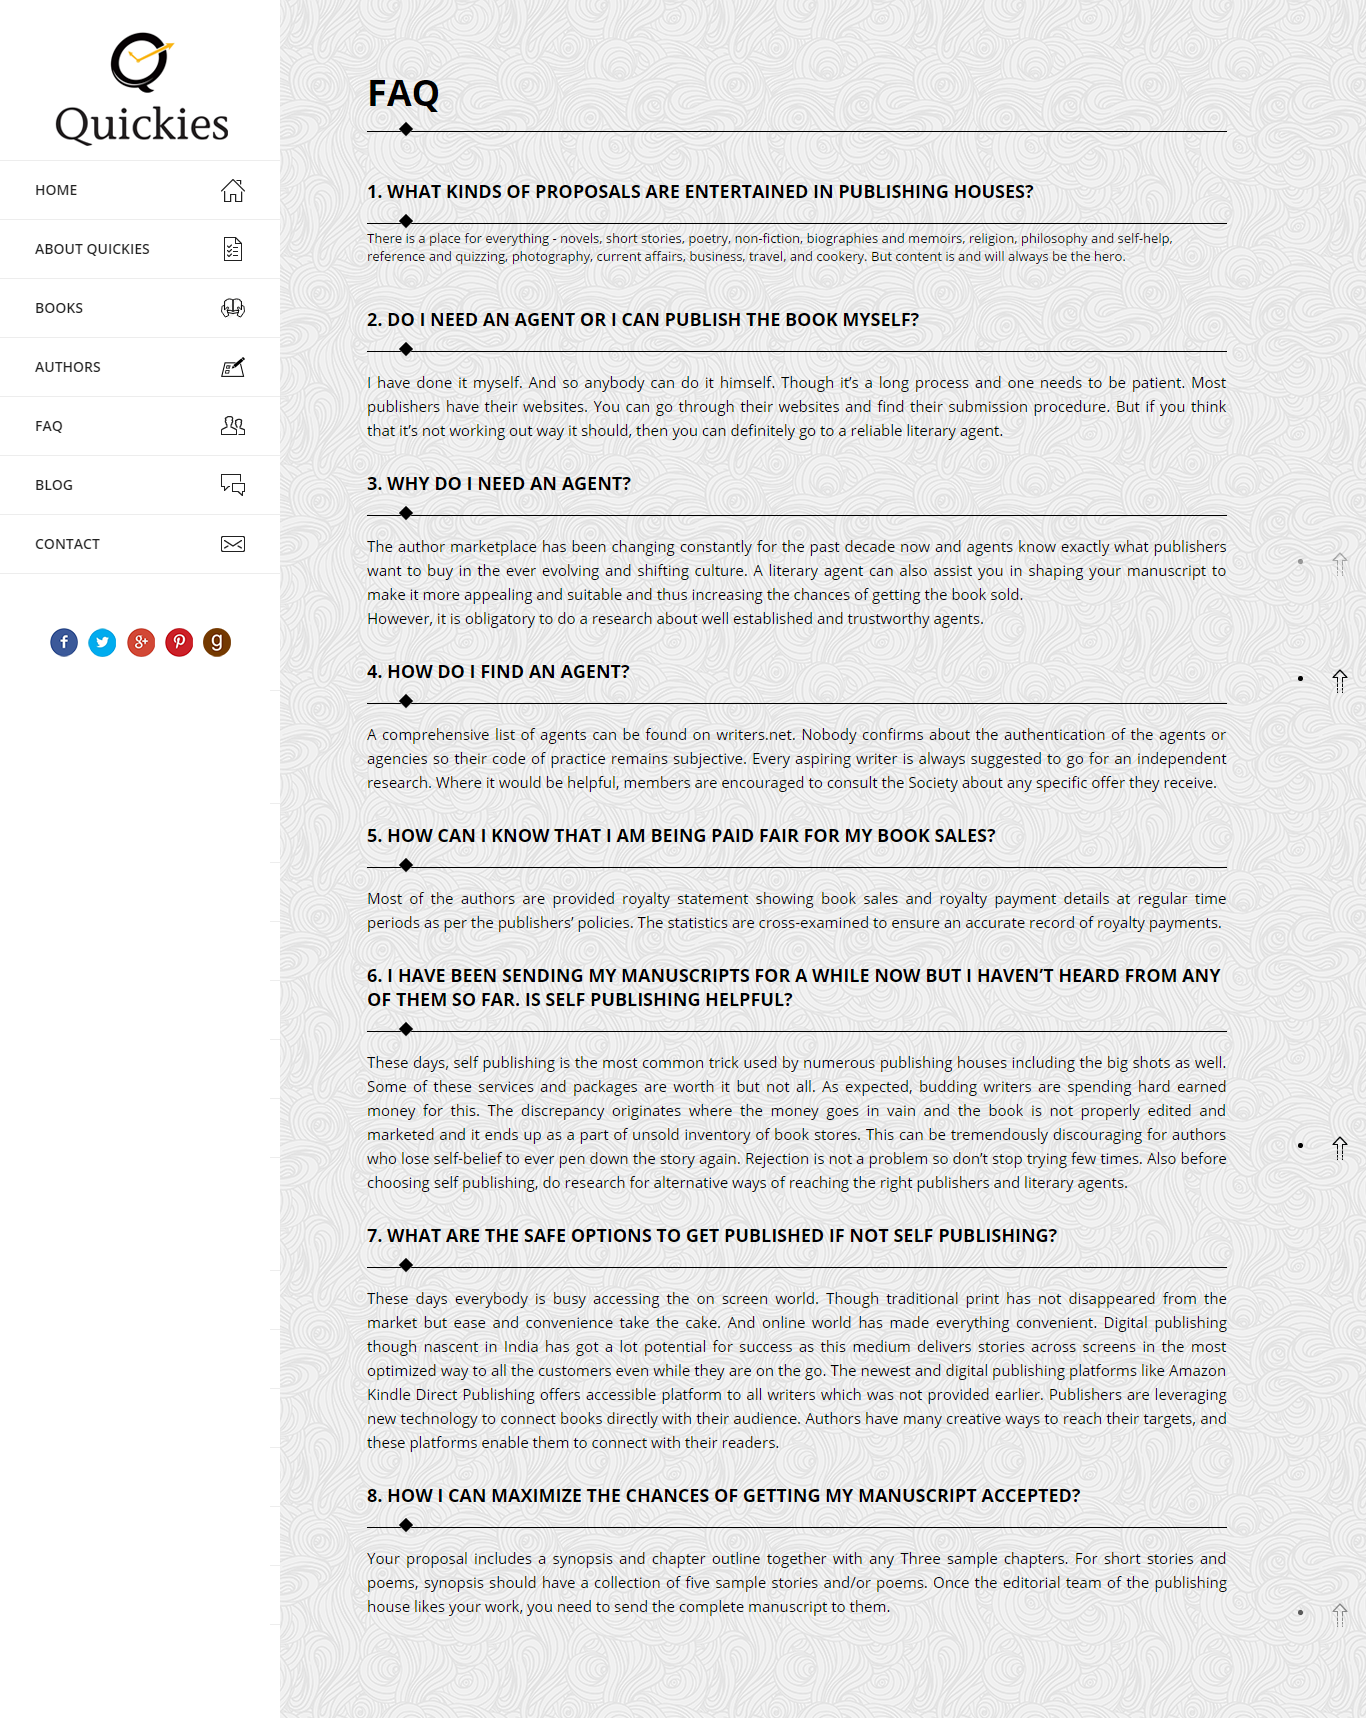 Quickies
HOME
ABOUT QUICKIES
BOOKS
AUTHORS
FAQ
BLOG
CONTACT
f
g+
g
FAQ
1. WHAT KINDS OF PROPOSALS ARE ENTERTAINED IN PUBLISHING HOUSES?
There is a place for everything - novels, short stories, poetry, non-fiction, biographies and memoirs, religion, philosophy and self-help,
reference and quizzing, photography, current affairs, business, travel, and cookery. But content is and will always be the hero.
2. DO I NEED AN AGENT OR I CAN PUBLISH THE BOOK MYSELF?
I have done it myself. And so anybody can do it himself. Though it’s a long process and one needs to be patient. Most
publishers have their websites. You can go through their websites and find their submission procedure. But if you think
that it’s not working out way it should, then you can definitely go to a reliable literary agent.
3. WHY DO I NEED AN AGENT?
The author marketplace has been changing constantly for the past decade now and agents know exactly what publishers
want to buy in the ever evolving and shifting culture. A literary agent can also assist you in shaping your manuscript to
make it more appealing and suitable and thus increasing the chances of getting the book sold.
However, it is obligatory to do a research about well established and trustworthy agents.
4. HOW DO I FIND AN AGENT?
A comprehensive list of agents can be found on writers.net. Nobody confirms about the authentication of the agents or
agencies so their code of practice remains subjective. Every aspiring writer is always suggested to go for an independent
research. Where it would be helpful, members are encouraged to consult the Society about any specific offer they receive.
5. HOW CAN I KNOW THAT I AM BEING PAID FAIR FOR MY BOOK SALES?
Most of the authors are provided royalty statement showing book sales and royalty payment details at regular time
periods as per the publishers’ policies. The statistics are cross-examined to ensure an accurate record of royalty payments.
6. I HAVE BEEN SENDING MY MANUSCRIPTS FOR A WHILE NOW BUT I HAVEN’T HEARD FROM ANY
OF THEM SO FAR. IS SELF PUBLISHING HELPFUL?
These days, self publishing is the most common trick used by numerous publishing houses including the big shots as well.
Some of these services and packages are worth it but not all. As expected, budding writers are spending hard earned
money for this. The discrepancy originates where the money goes in vain and the book is not properly edited and
marketed and it ends up as a part of unsold inventory of book stores. This can be tremendously discouraging for authors
who lose self-belief to ever pen down the story again. Rejection is not a problem so don’t stop trying few times. Also before
choosing self publishing, do research for alternative ways of reaching the right publishers and literary agents.
7. WHAT ARE THE SAFE OPTIONS TO GET PUBLISHED IF NOT SELF PUBLISHING?
These days everybody is busy accessing the on screen world. Though traditional print has not disappeared from the
market but ease and convenience take the cake. And online world has made everything convenient. Digital publishing
though nascent in India has got a lot potential for success as this medium delivers stories across screens in the most
optimized way to all the customers even while they are on the go. The newest and digital publishing platforms like Amazon
Kindle Direct Publishing offers accessible platform to all writers which was not provided earlier. Publishers are leveraging
new technology to connect books directly with their audience. Authors have many creative ways to reach their targets, and
these platforms enable them to connect with their readers.
8. HOW I CAN MAXIMIZE THE CHANCES OF GETTING MY MANUSCRIPT ACCEPTED?
Your proposal includes a synopsis and chapter outline together with any Three sample chapters. For short stories and
poems, synopsis should have a collection of five sample stories and/or poems. Once the editorial team of the publishing
house likes your work, you need to send the complete manuscript to them.